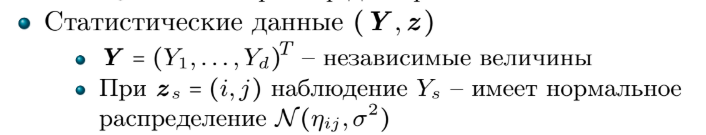 Статистические данные (Y, z)
Y = (Y₁, ..., Y_d)ᵀ – независимые величины
При z_s = (i, j) наблюдение Y_s – имеет нормальное
распределение 𝒩(η_ij, σ²)